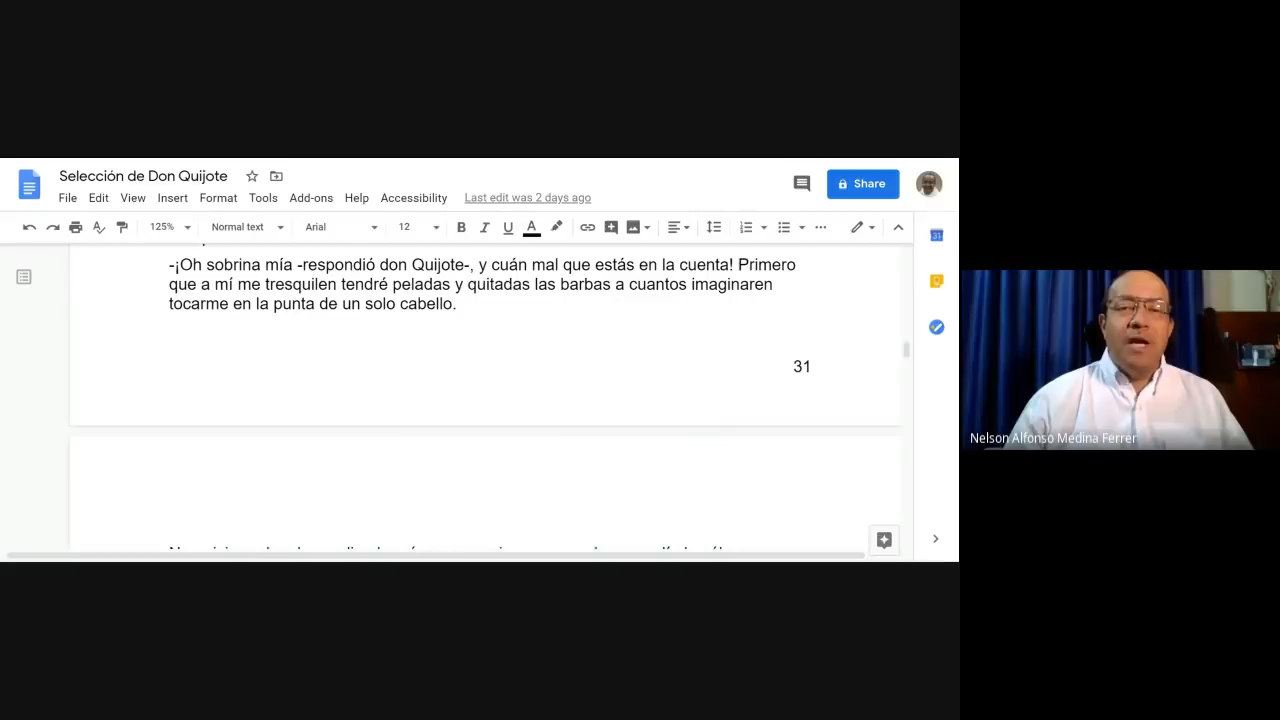 Selección de Don Quijote
Share
File Edit View Insert Format Tools Add-ons Help Accessibility Last edit was 2 days ago
125% Normal text Arial 12 B I U A
31
-¡Oh sobrina mía -respondió don Quijote-, y cuán mal que estás en la cuenta! Primero
que a mí me tresquilen tendré peladas y quitadas las barbas a cuantos imaginaren
tocarme en la punta de un solo cabello.
31
Nelson Alfonso Medina Ferrer